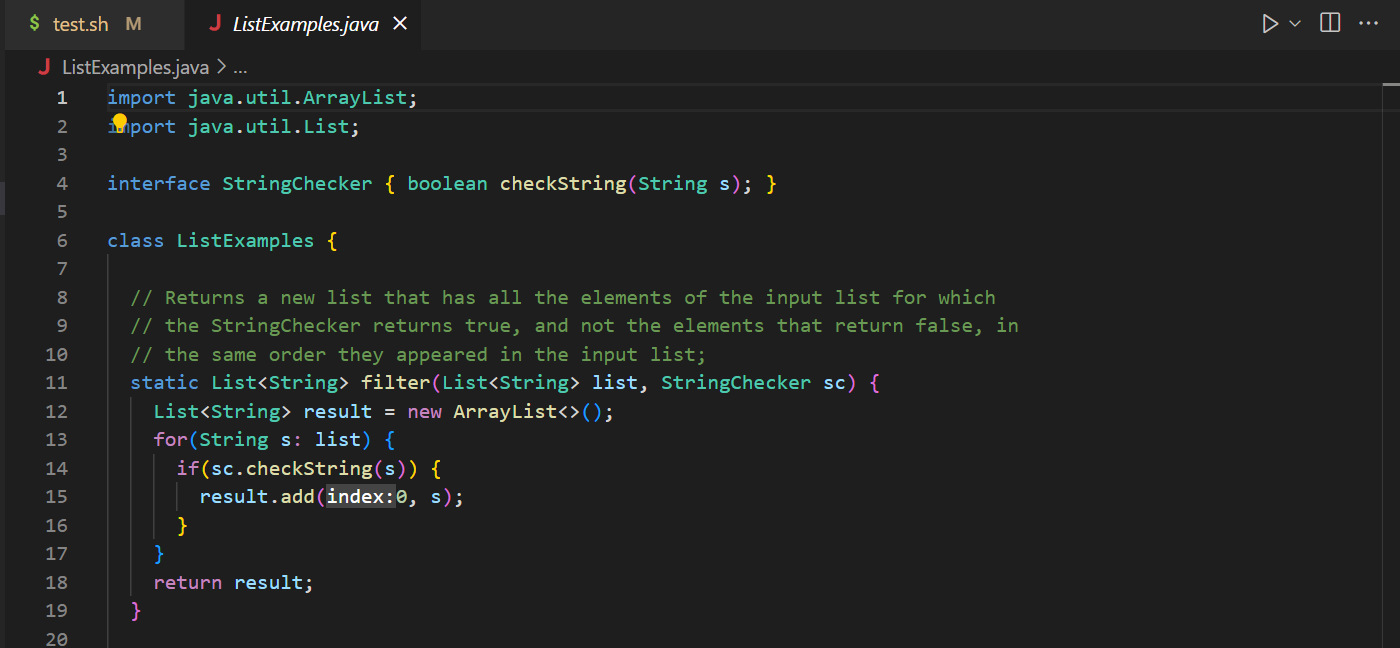 $ test.sh M J ListExamples.java ×
J ListExamples.java > ...
1 import java.util.ArrayList;
2 import java.util.List;
3
4 interface StringChecker { boolean checkString(String s); }
5
6 class ListExamples {
7
8 // Returns a new list that has all the elements of the input list for which
9 // the StringChecker returns true, and not the elements that return false, in
10 // the same order they appeared in the input list;
11 static List<String> filter(List<String> list, StringChecker sc) {
12 List<String> result = new ArrayList<>();
13 for(String s: list) {
14 if(sc.checkString(s)) {
15 result.add(index:0, s);
16 }
17 }
18 return result;
19 }
20